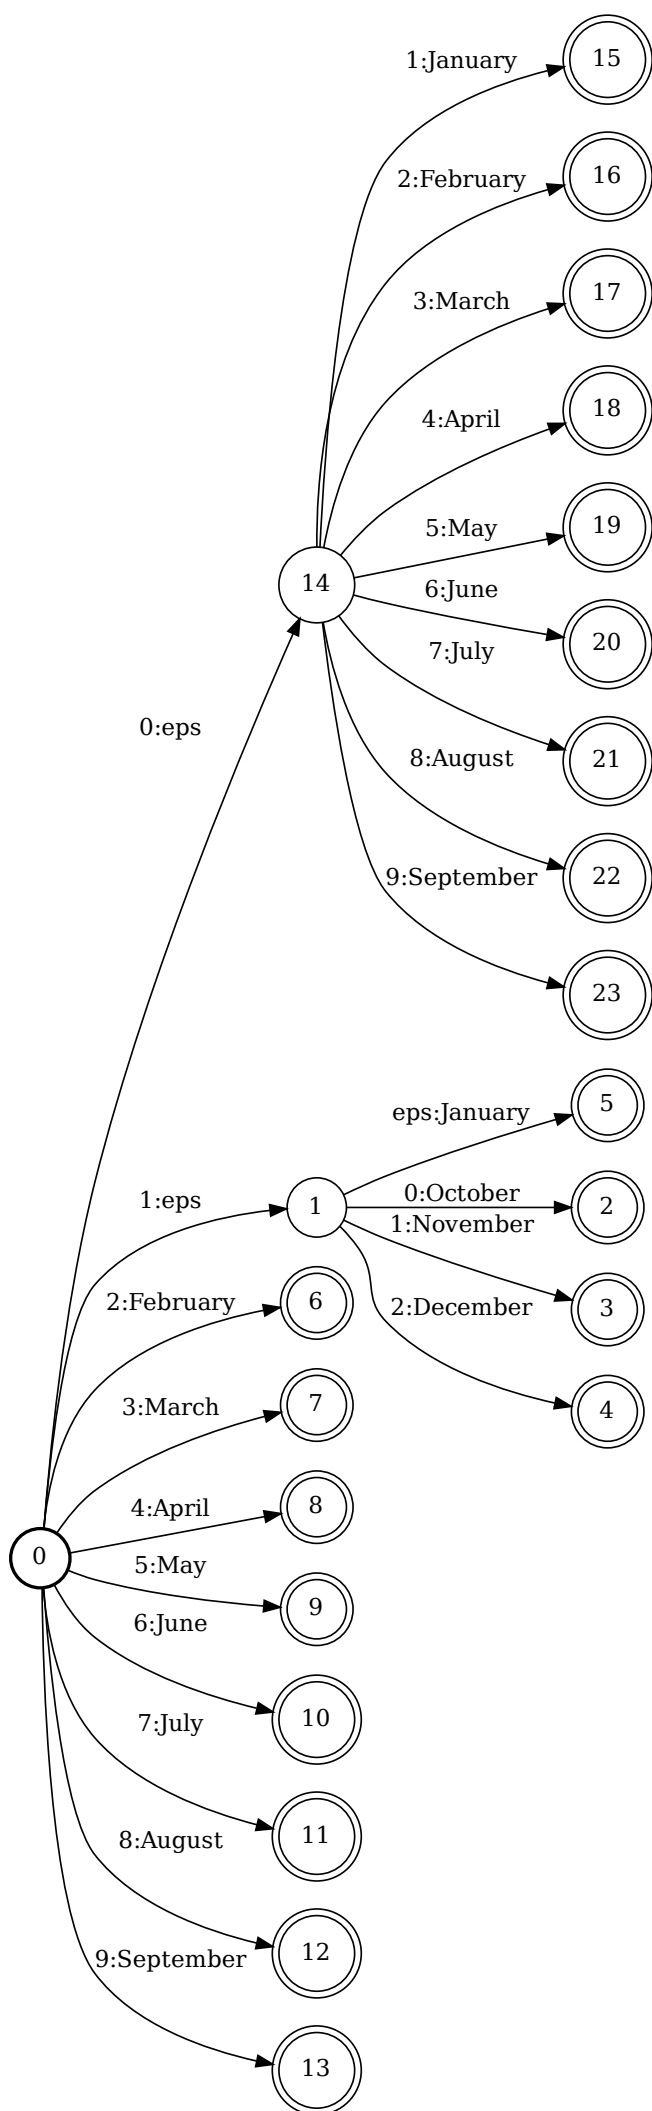 1:January
15
2:February
16
3:March
17
4:April
18
5:May
19
14
6:June
20
7:July
21
8:August
22
9:September
23
0:eps
eps:January
5
1:eps
1
0:October
2
1:November
2:February
6
2:December
3
3:March
7
4
4:April
8
0
5:May
9
6:June
10
7:July
11
8:August
12
9:September
13